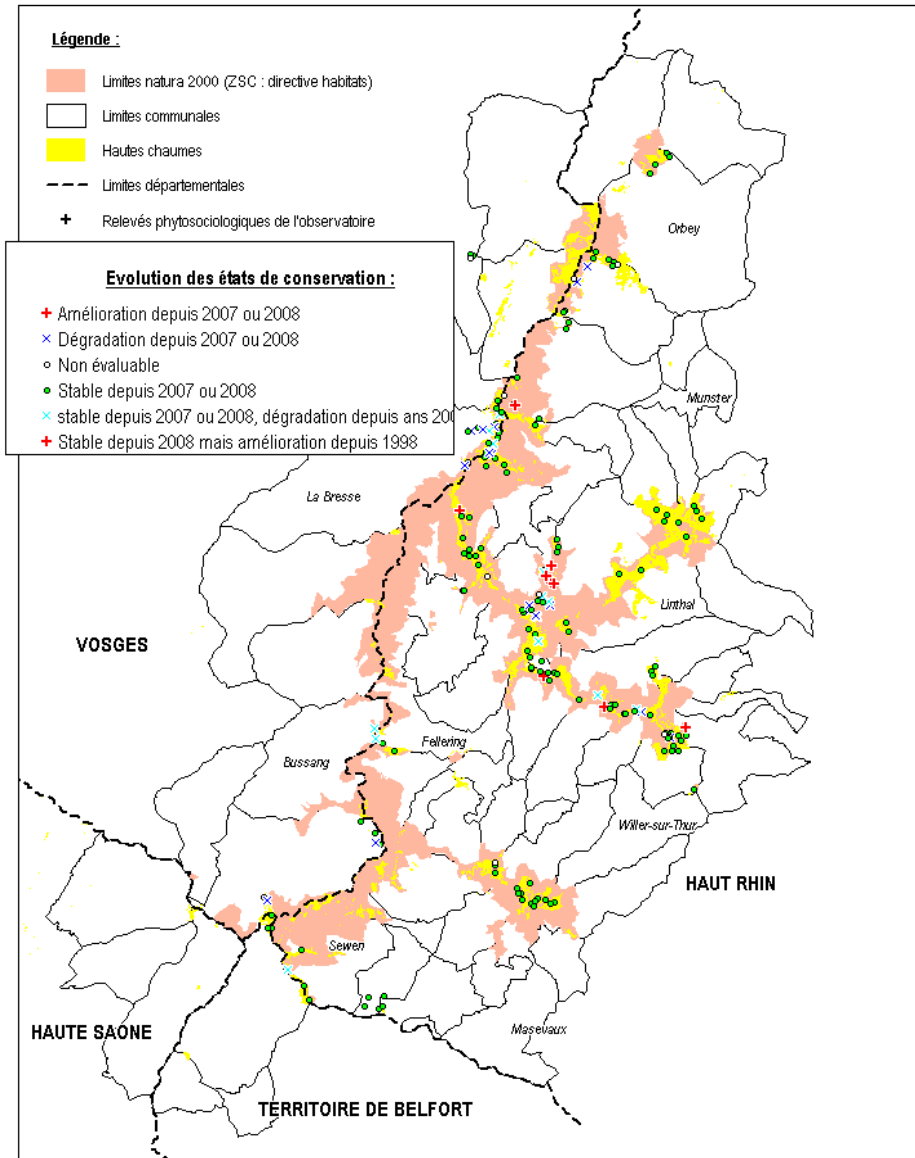 Légende :
Limites natura 2000 (ZSC : directive habitats)
Limites communales
Hautes chaumes
Limites départementales
Relevés phytosociologiques de l'observatoire
Evolution des états de conservation :
Amélioration depuis 2007 ou 2008
Dégradation depuis 2007 ou 2008
Non évaluable
Stable depuis 2007 ou 2008
stable depuis 2007 ou 2008, dégradation depuis ans 200
Stable depuis 2008 mais amélioration depuis 1998
Orbey
Munster
La Bresse
Linthal
VOSGES
Fellering
Bussang
Willer-sur-Thur
HAUT RHIN
Sewen
HAUTE SAONE
Masevaux
TERRITOIRE DE BELFORT